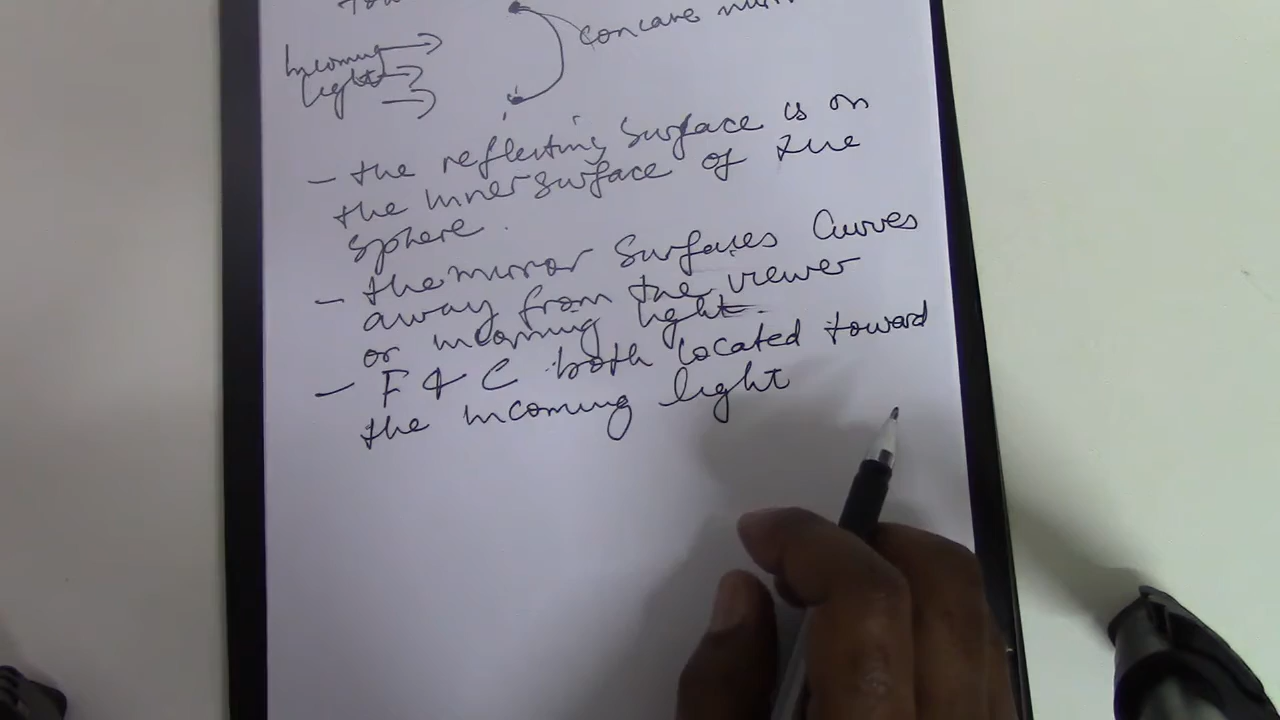 concave
Incoming
light
- the reflecting surface is on
the inner surface of the
sphere.
- the mirror surfaces curves
away from the viewer
or incoming light.
- F & C both located toward
the incoming light